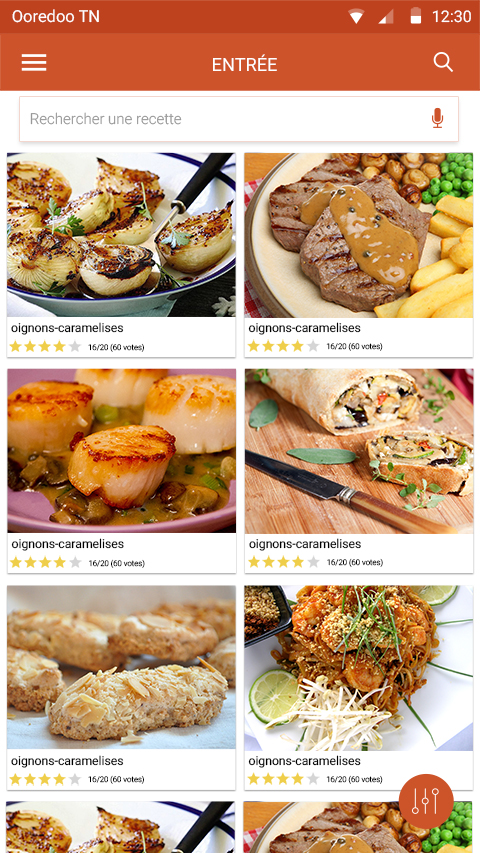 Ooredoo TN 12:30
ENTRÉE
Rechercher une recette
oignons-caramelises oignons-caramelises
16/20 (60 votes) 16/20 (60 votes)
oignons-caramelises oignons-caramelises
16/20 (60 votes) 16/20 (60 votes)
oignons-caramelises oignons-caramelises
16/20 (60 votes) 16/20 (60 votes)